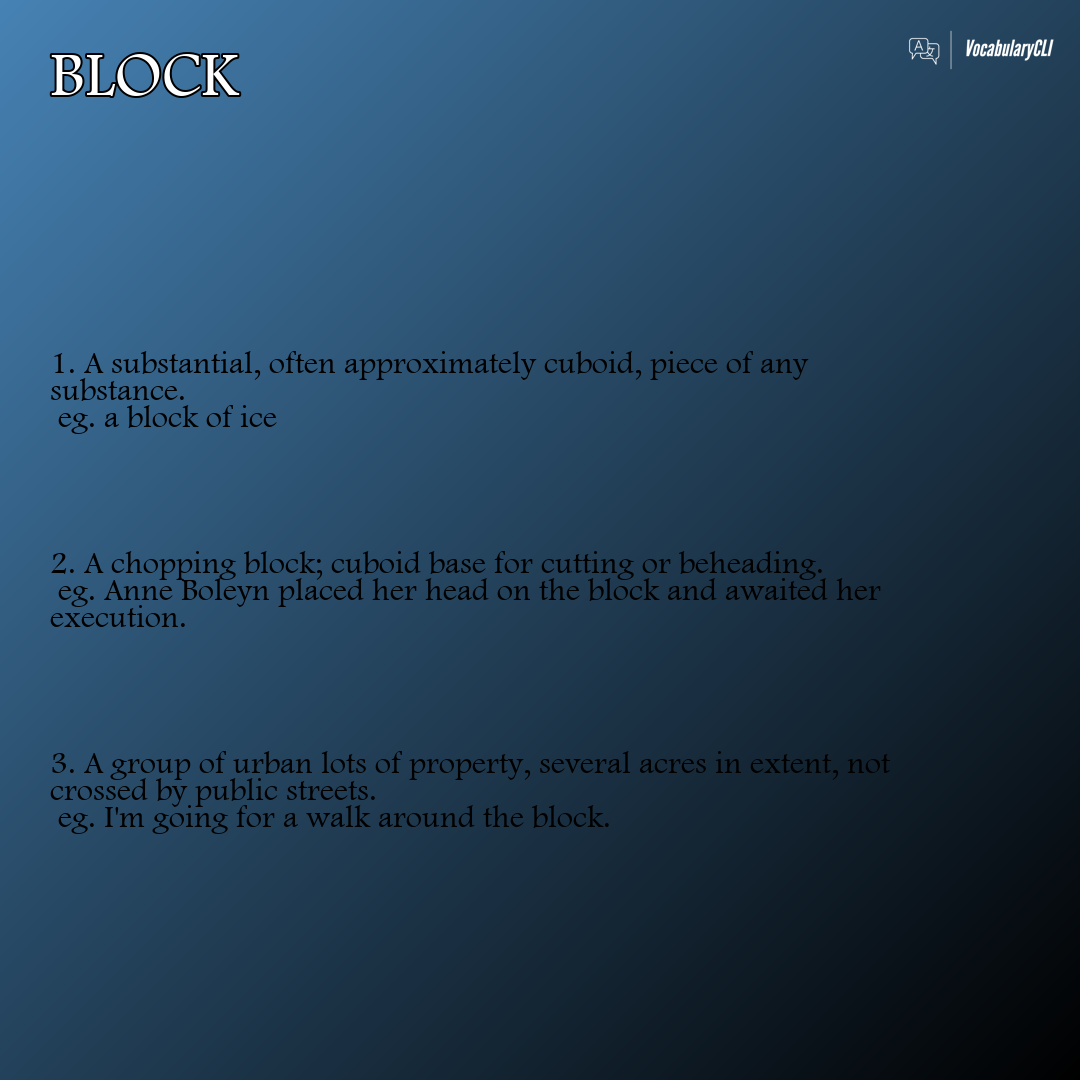 BLOCK
VocabularyCLI
1. A substantial, often approximately cuboid, piece of any
substance.
eg. a block of ice
2. A chopping block; cuboid base for cutting or beheading.
eg. Anne Boleyn placed her head on the block and awaited her
execution.
3. A group of urban lots of property, several acres in extent, not
crossed by public streets.
eg. I'm going for a walk around the block.